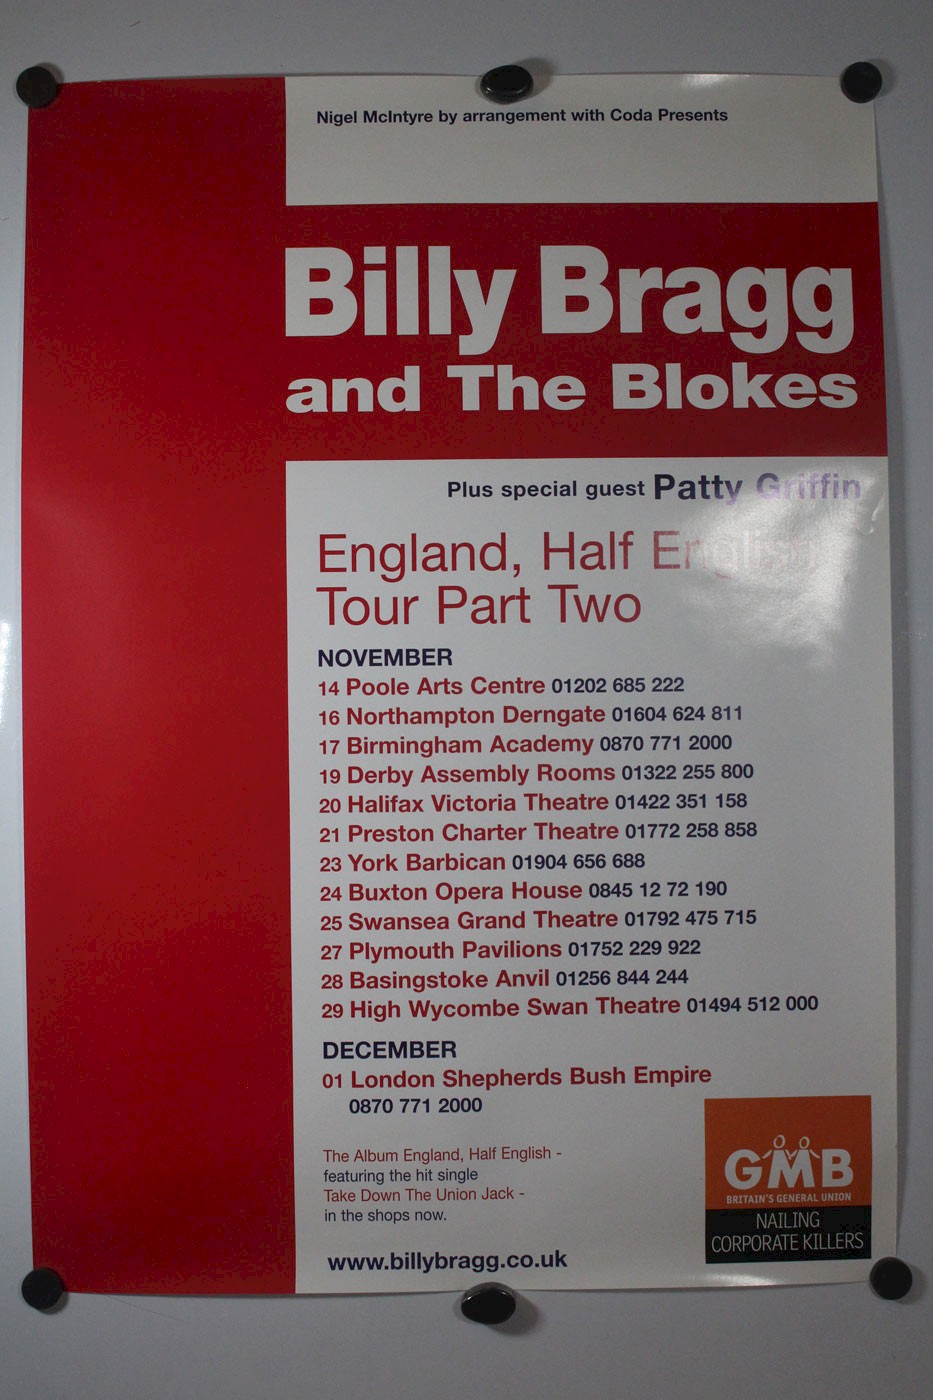 Nigel McIntyre by arrangement with Coda Presents
Billy Bragg
and The Blokes
Plus special guest Patty Griffin
England, Half English
Tour Part Two
NOVEMBER
14 Poole Arts Centre 01202 685 222
16 Northampton Derngate 01604 624 811
17 Birmingham Academy 0870 771 2000
19 Derby Assembly Rooms 01322 255 800
20 Halifax Victoria Theatre 01422 351 158
21 Preston Charter Theatre 01772 258 858
23 York Barbican 01904 656 688
24 Buxton Opera House 0845 12 72 190
25 Swansea Grand Theatre 01792 475 715
27 Plymouth Pavilions 01752 229 922
28 Basingstoke Anvil 01256 844 244
29 High Wycombe Swan Theatre 01494 512 000
DECEMBER
01 London Shepherds Bush Empire
0870 771 2000
The Album England, Half English -
featuring the hit single
Take Down The Union Jack -
in the shops now.
www.billybragg.co.uk
GMB
BRITAIN'S GENERAL UNION
NAILING
CORPORATE KILLERS